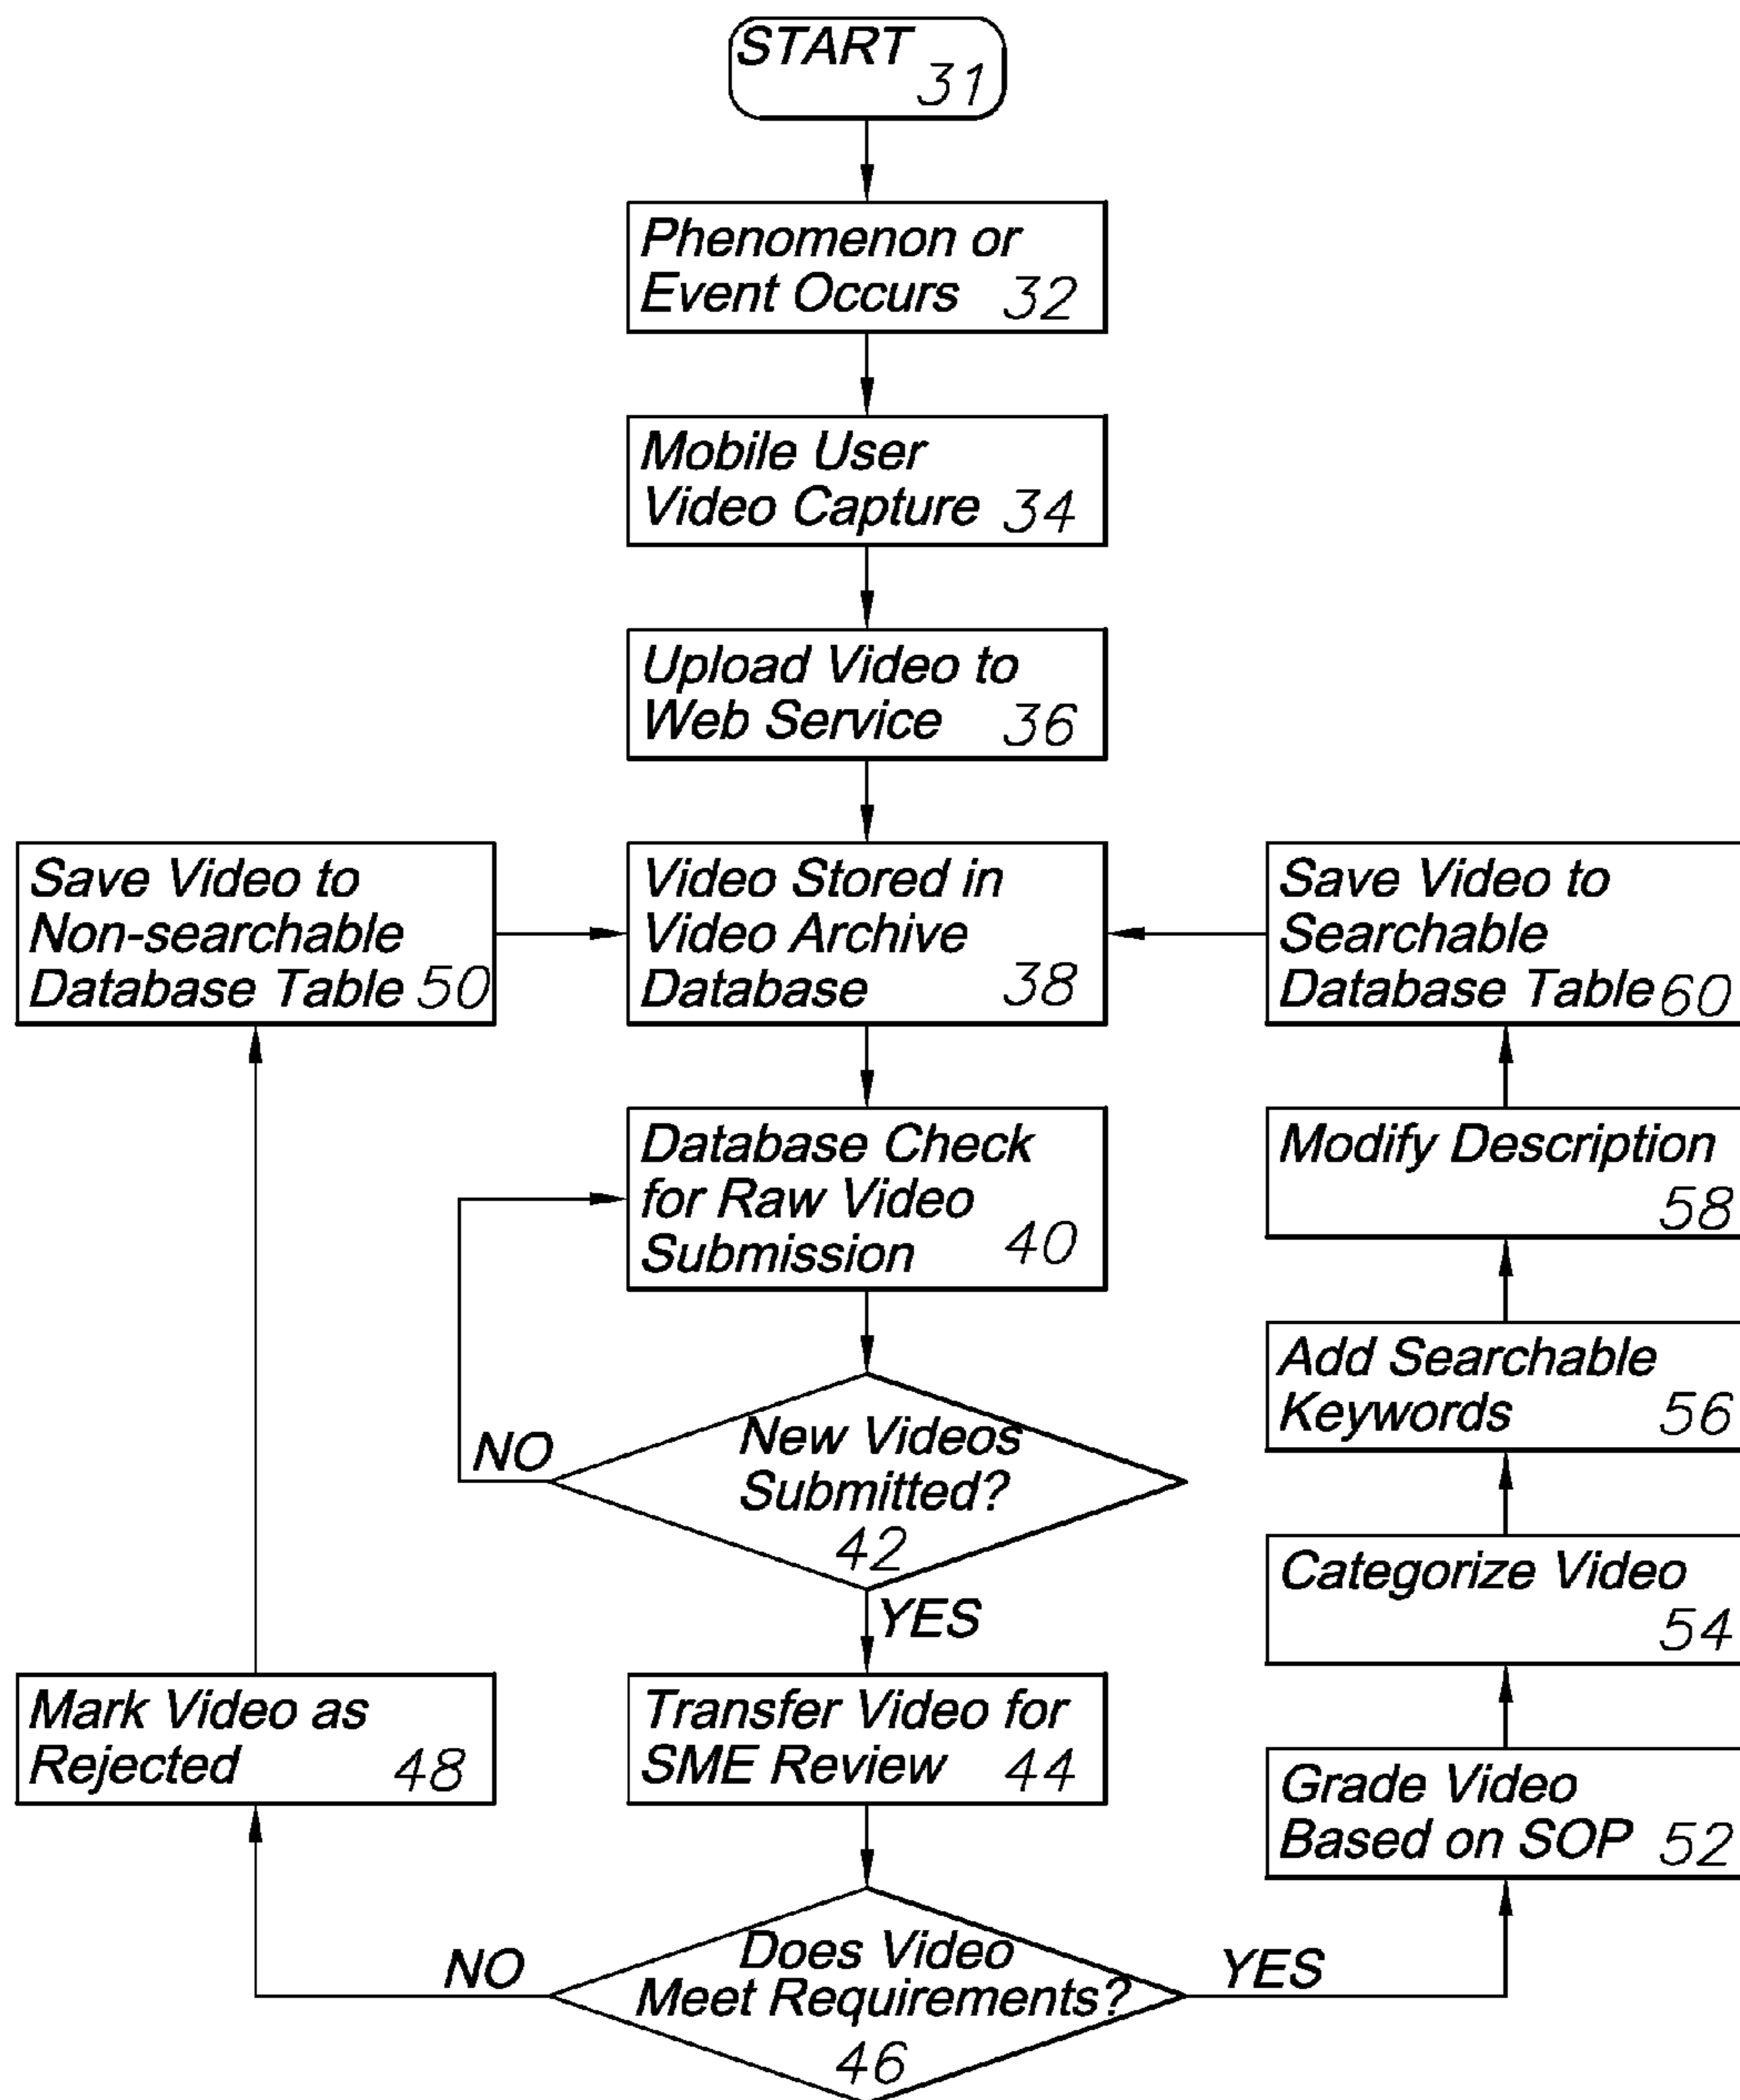 START
31
Phenomenon or
Event Occurs 32
Mobile User
Video Capture 34
Upload Video to
Web Service 36
Save Video to
Non-searchable
Database Table 50
Video Stored in
Video Archive
Database 38
Save Video to
Searchable
Database Table 60
Database Check
for Raw Video
Submission 40
Modify Description
58
Add Searchable
Keywords 56
New Videos
Submitted?
42
NO
YES
Categorize Video
54
Mark Video as
Rejected 48
Transfer Video for
SME Review 44
Grade Video
Based on SOP 52
NO
Does Video
Meet Requirements?
46
YES